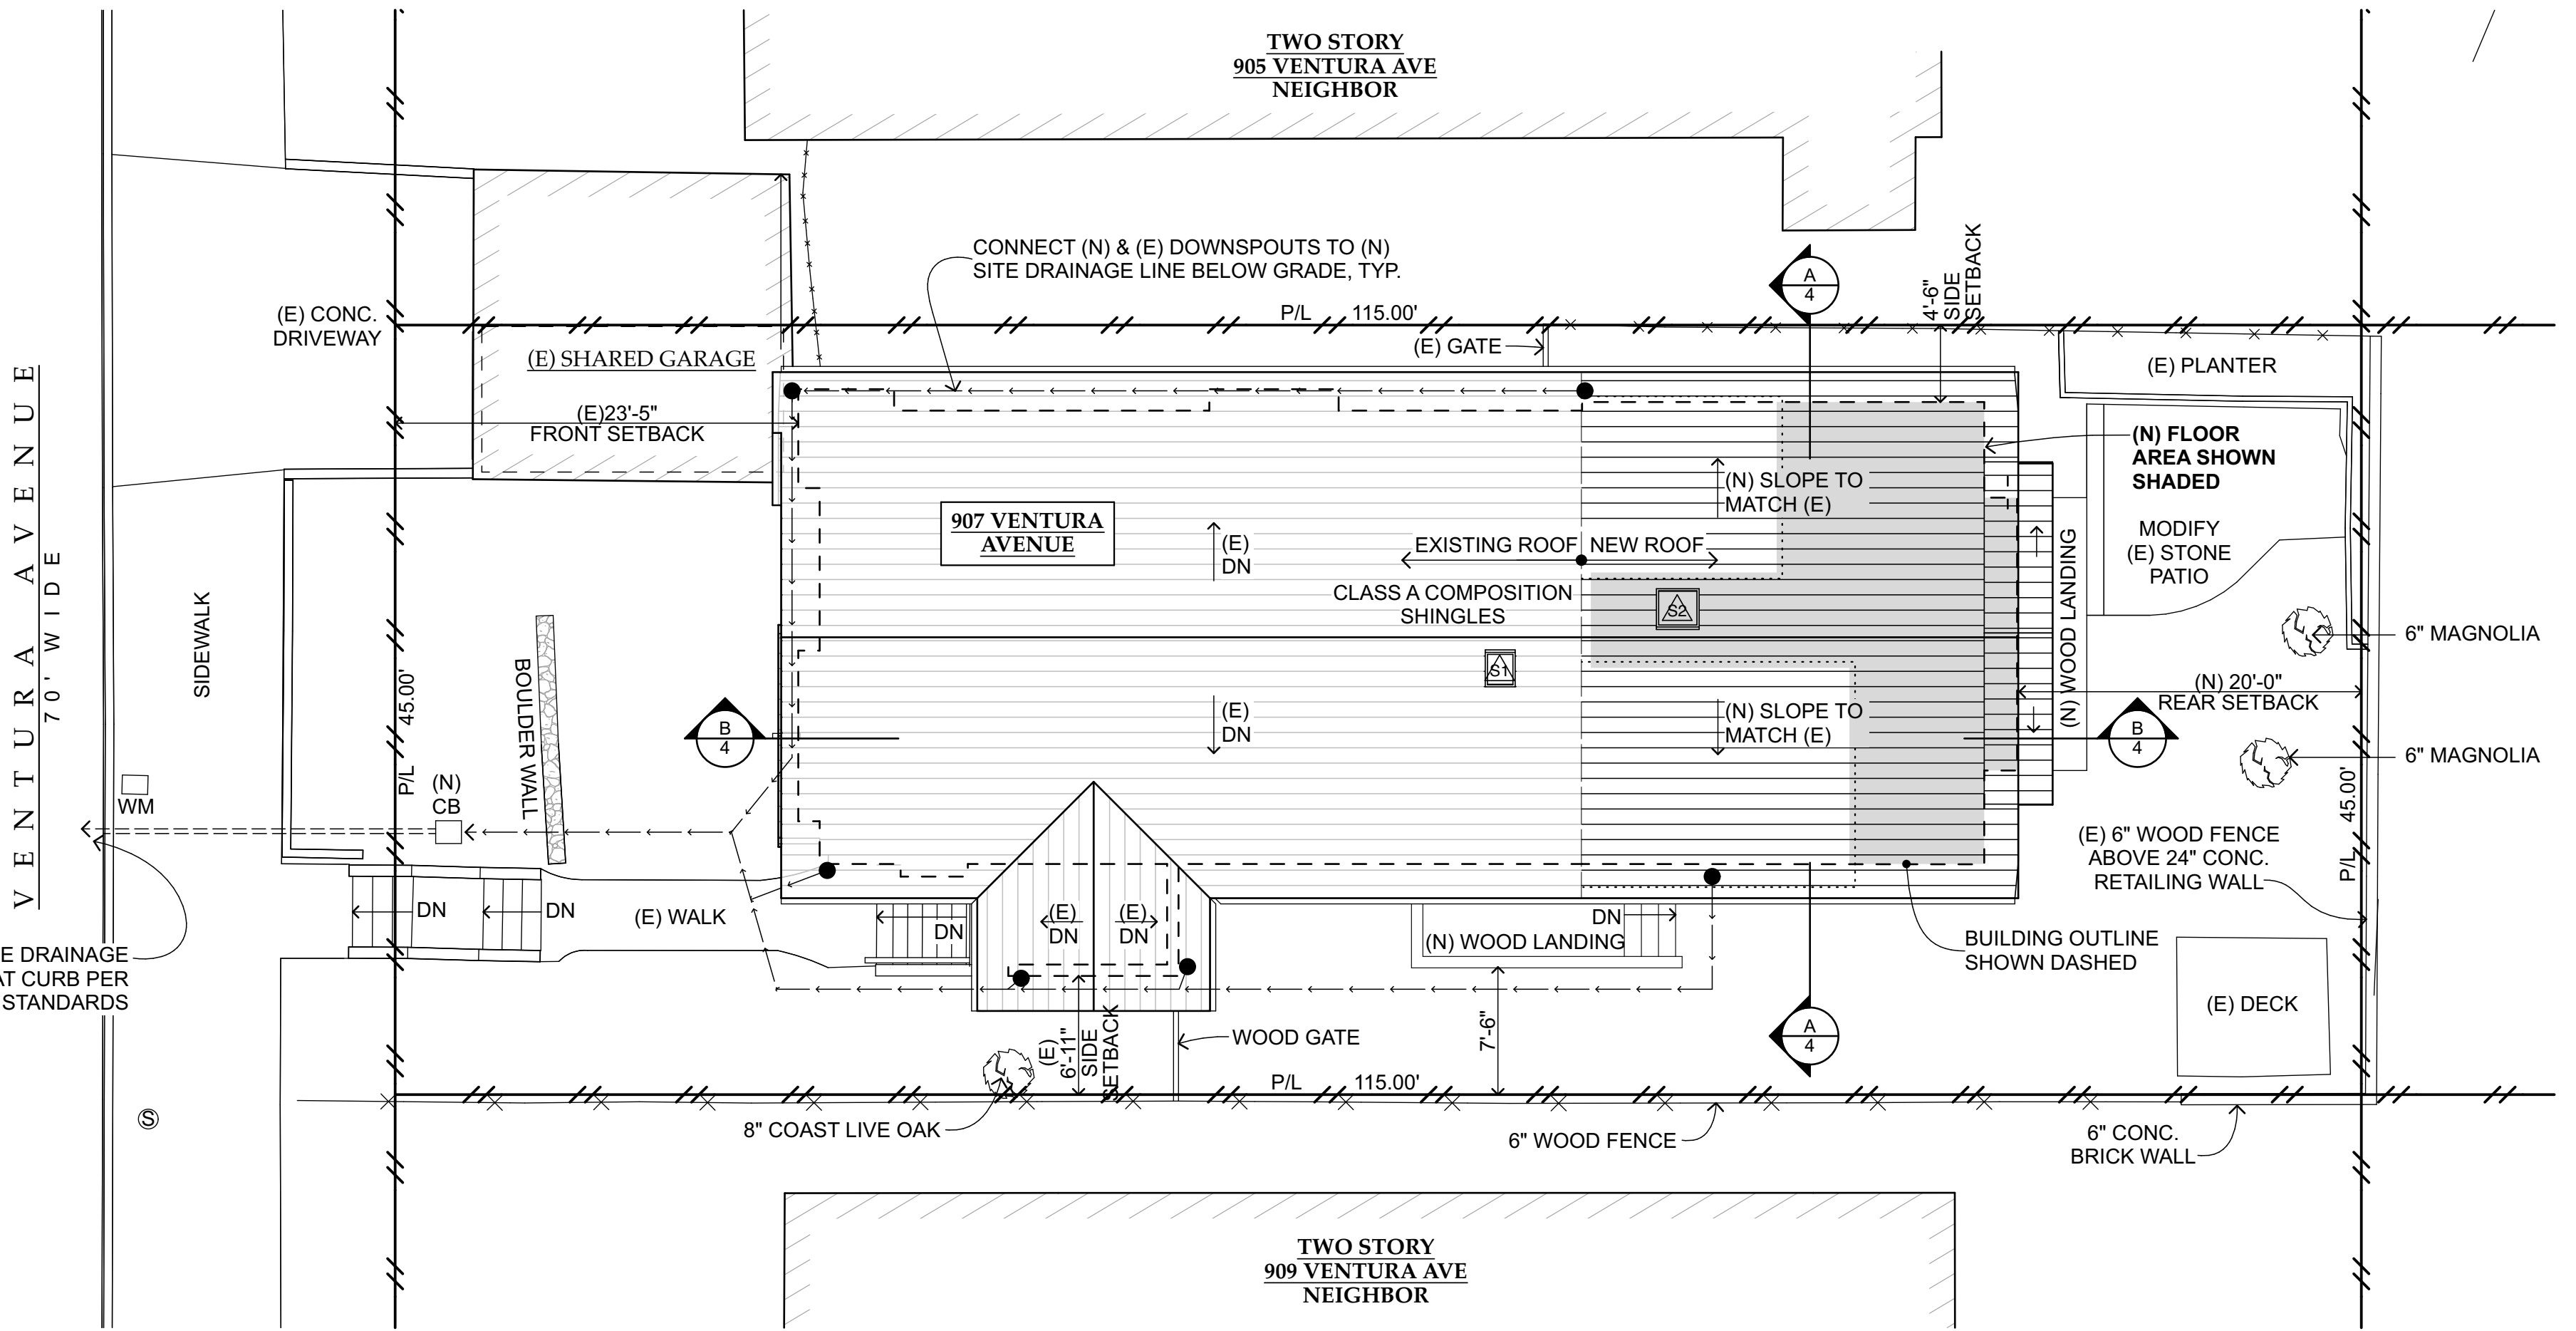 TWO STORY
905 VENTURA AVE
NEIGHBOR
CONNECT (N) & (E) DOWNSPOUTS TO (N)
SITE DRAINAGE LINE BELOW GRADE, TYP.
A
4
4'-6"
SIDE
SETBACK
(E) CONC.
DRIVEWAY
P/L 115.00'
(E) SHARED GARAGE
(E) GATE
(E) PLANTER
(E)23'-5"
FRONT SETBACK
(N) FLOOR
AREA SHOWN
SHADED
VENTURA AVENUE
70' WIDE
SIDEWALK
907 VENTURA
AVENUE
(E)
DN
EXISTING ROOF
NEW ROOF
(N) SLOPE TO
MATCH (E)
CLASS A COMPOSITION
SHINGLES
S2
S1
MODIFY
(E) STONE
PATIO
(N) WOOD LANDING
6" MAGNOLIA
P/L 45.00'
BOULDER WALL
B
4
(E)
DN
(N) SLOPE TO
MATCH (E)
(N) 20'-0"
REAR SETBACK
B
4
6" MAGNOLIA
WM
(N)
CB
P/L 45.00'
(E) 6" WOOD FENCE
ABOVE 24" CONC.
RETAILING WALL
DN
DN
(E) WALK
DN
(E)
DN
(E)
DN
DN
(N) WOOD LANDING
BUILDING OUTLINE
SHOWN DASHED
E DRAINAGE
AT CURB PER
STANDARDS
(E) DECK
(E)
6'-11"
SIDE
SETBACK
WOOD GATE
7'-6"
A
4
P/L 115.00'
S
8" COAST LIVE OAK
6" WOOD FENCE
6" CONC.
BRICK WALL
TWO STORY
909 VENTURA AVE
NEIGHBOR